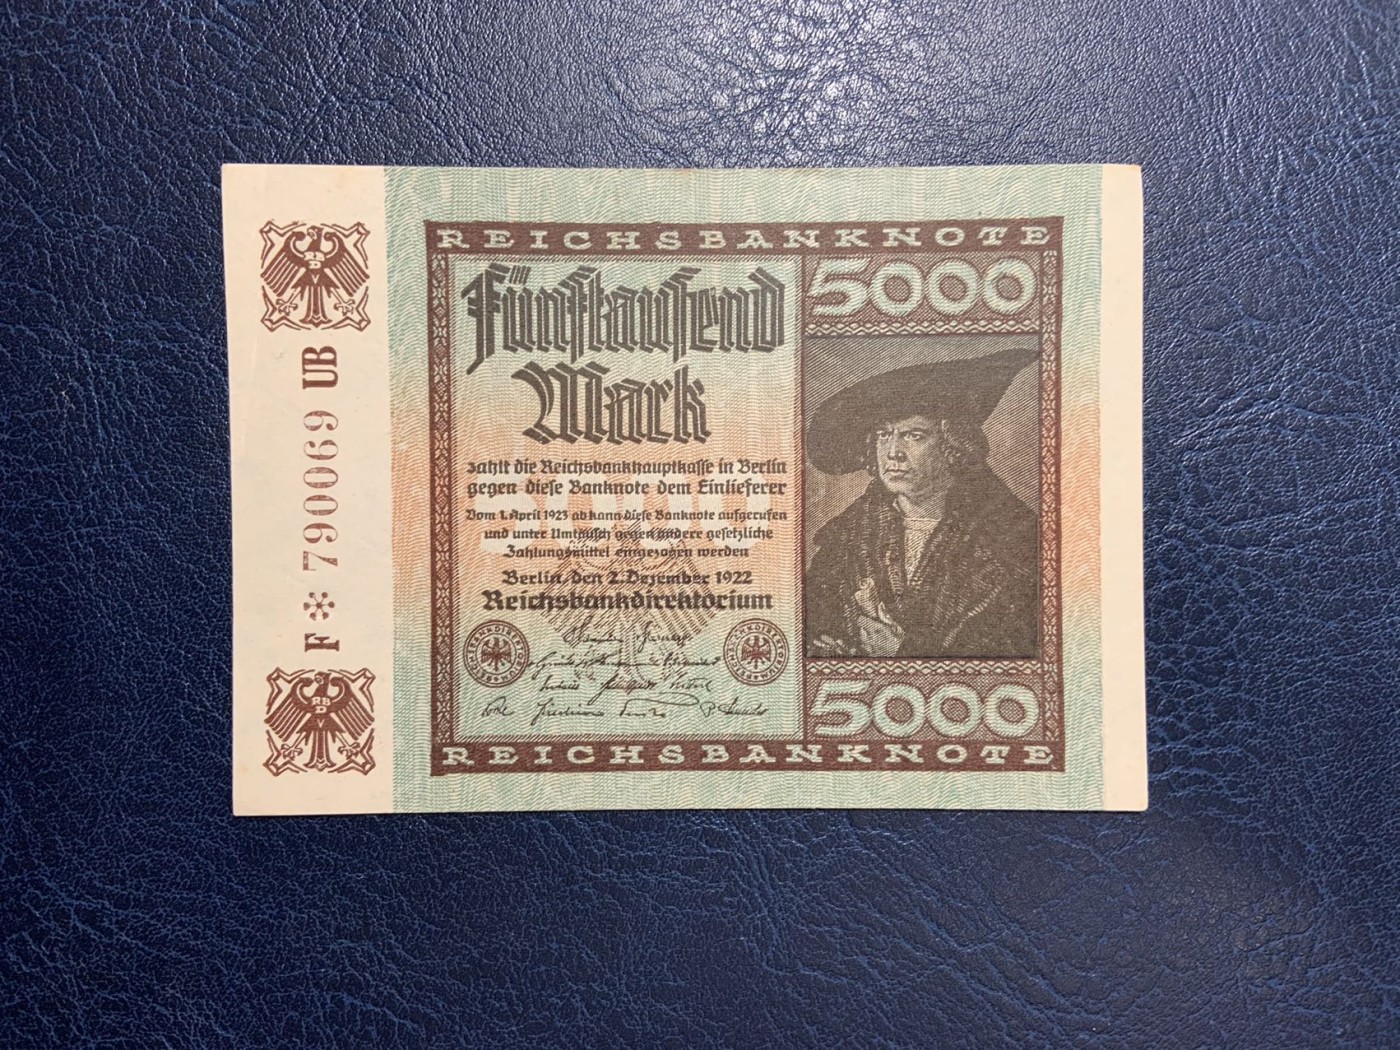 REICHSBANKNOTE
Fünftausend
Mark
zahlt die Reichsbankhauptkasse in Berlin
gegen diese Banknote dem Einlieferer
Vom 1. April 1923 ab kann diese Banknote aufgerufen
und unter Umtausch gegen andere gesetzliche
Zahlungsmittel eingezogen werden
Berlin, den 2. Dezember 1922
Reichsbankdirektorium
5000
5000
REICHSBANKNOTE
F * 790069 UB
RB
D
RB
D
V